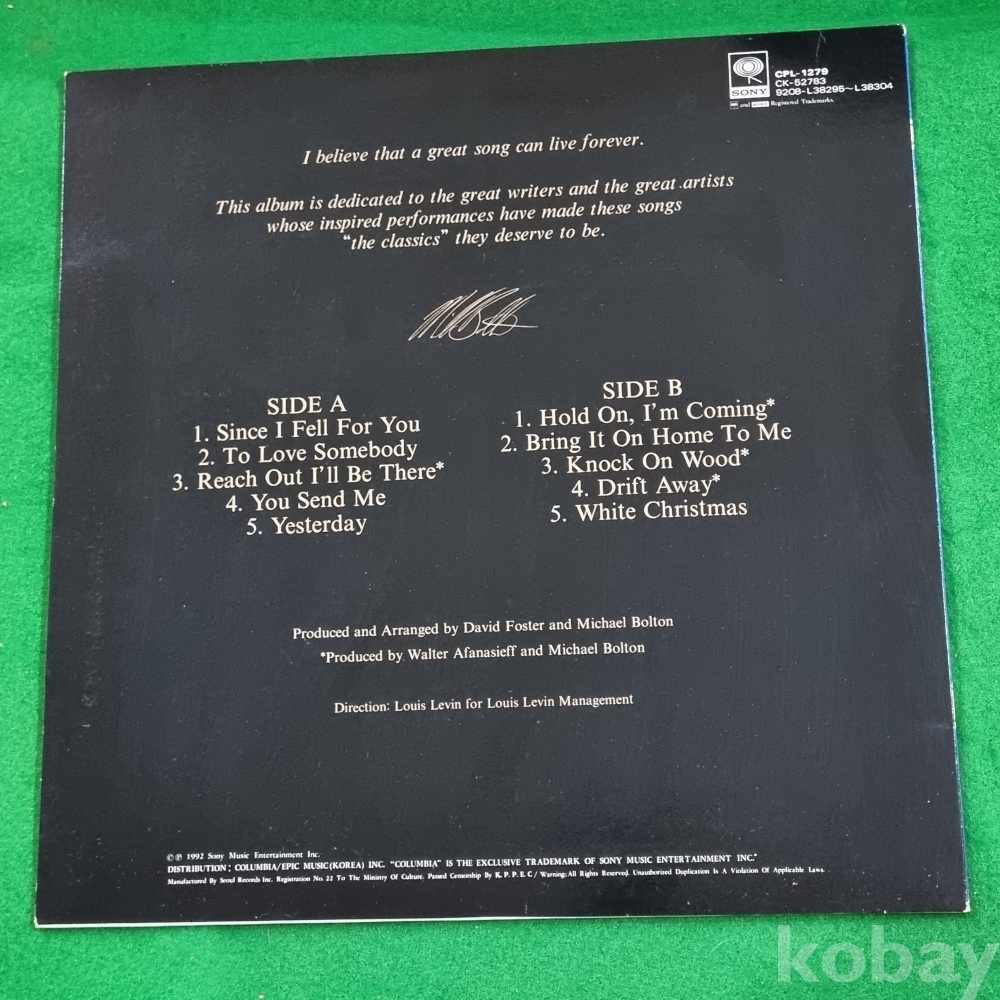 SONY
CPL-1279
CK-52783
9208-L38295~L38304
and Registered Trademarks.
I believe that a great song can live forever.
This album is dedicated to the great writers and the great artists
whose inspired performances have made these songs
"the classics" they deserve to be.
SIDE A
1. Since I Fell For You
2. To Love Somebody
3. Reach Out I'll Be There*
4. You Send Me
5. Yesterday
SIDE B
1. Hold On, I'm Coming*
2. Bring It On Home To Me
3. Knock On Wood*
4. Drift Away*
5. White Christmas
Produced and Arranged by David Foster and Michael Bolton
*Produced by Walter Afanasieff and Michael Bolton
Direction: Louis Levin for Louis Levin Management
© ℗ 1992 Sony Music Entertainment Inc.
DISTRIBUTION : COLUMBIA/EPIC MUSIC(KOREA) INC. "COLUMBIA" IS THE EXCLUSIVE TRADEMARK OF SONY MUSIC ENTERTAINMENT INC."
Manufactured By Seoul Records Inc. Registration No. 22 To The Ministry Of Culture. Passed Censorship By K. P. P. E. C / Warning: All Rights Reserved. Unauthorized Duplication Is A Violation Of Applicable Laws.
kobay